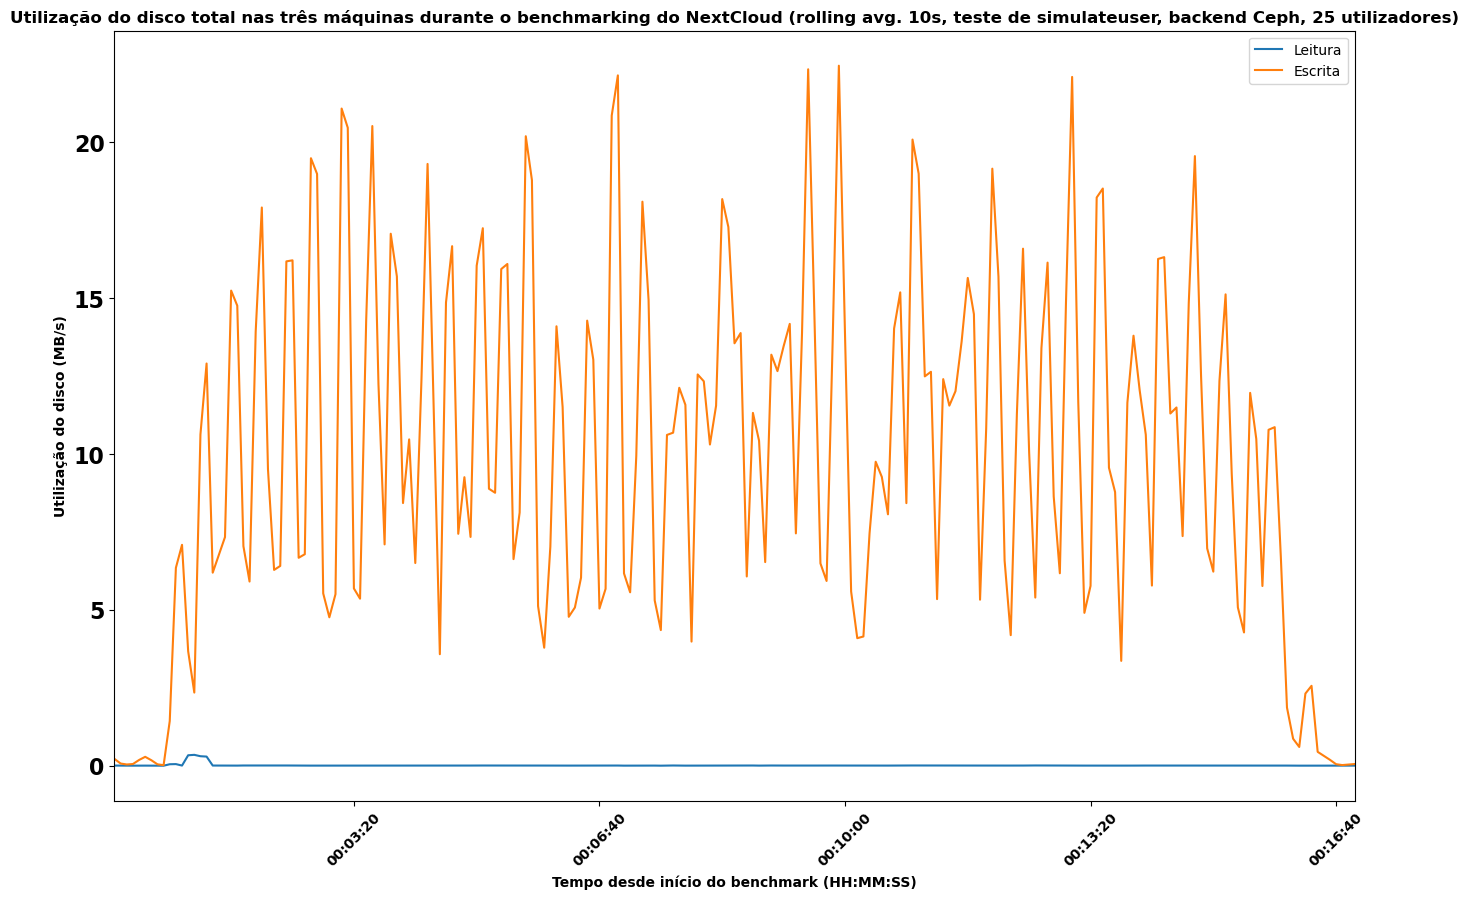 Utilização do disco total nas três máquinas durante o benchmarking do NextCloud (rolling avg. 10s, teste de simulateuser, backend Ceph, 25 utilizadores)
Leitura
Escrita
Utilização do disco (MB/s)
20
15
10
5
0
00:03:20
00:06:40
00:10:00
00:13:20
00:16:40
Tempo desde início do benchmark (HH:MM:SS)